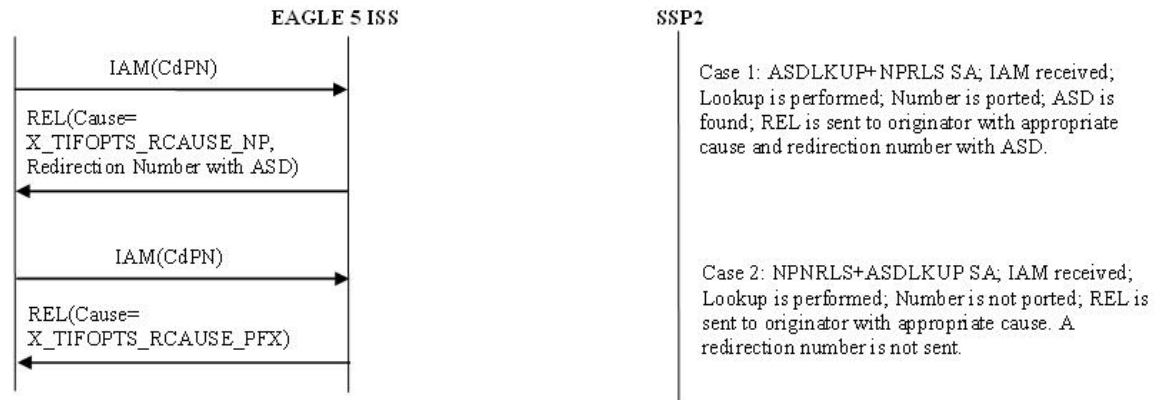 EAGLE 5 ISS
SSP2
IAM(CdPN)
REL(Cause=
X_TIFOPTS_RCAUSE_NP,
Redirection Number with ASD)
Case 1: ASDLKUP+NPRLS SA; IAM received;
Lookup is performed; Number is ported; ASD is
found; REL is sent to originator with appropriate
cause and redirection number with ASD.
IAM(CdPN)
REL(Cause=
X_TIFOPTS_RCAUSE_PFX)
Case 2: NPNRLS+ASDLKUP SA; IAM received;
Lookup is performed; Number is not ported; REL is
sent to originator with appropriate cause. A
redirection number is not sent.